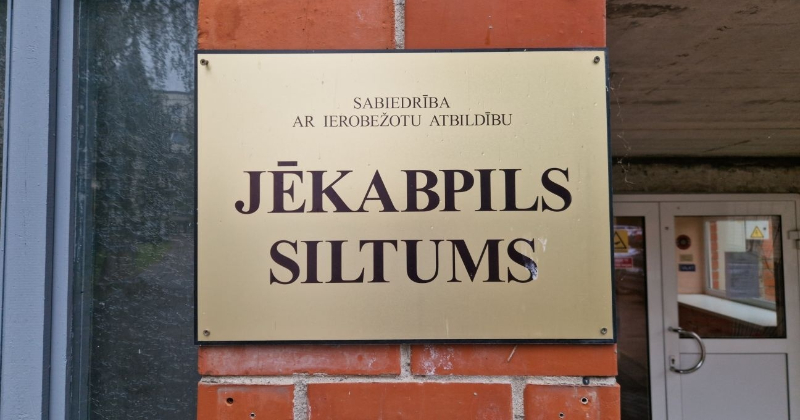 SABIEDRĪBA
AR IEROBEŽOTU ATBILDĪBU
JĒKABPILS
SILTUMS